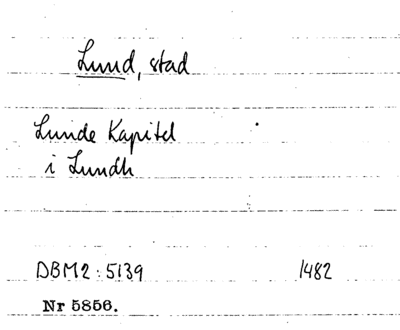 Lund, stad
Lunde Kapitel
i Lundh
DBM2:5139 1482
Nr 5856.